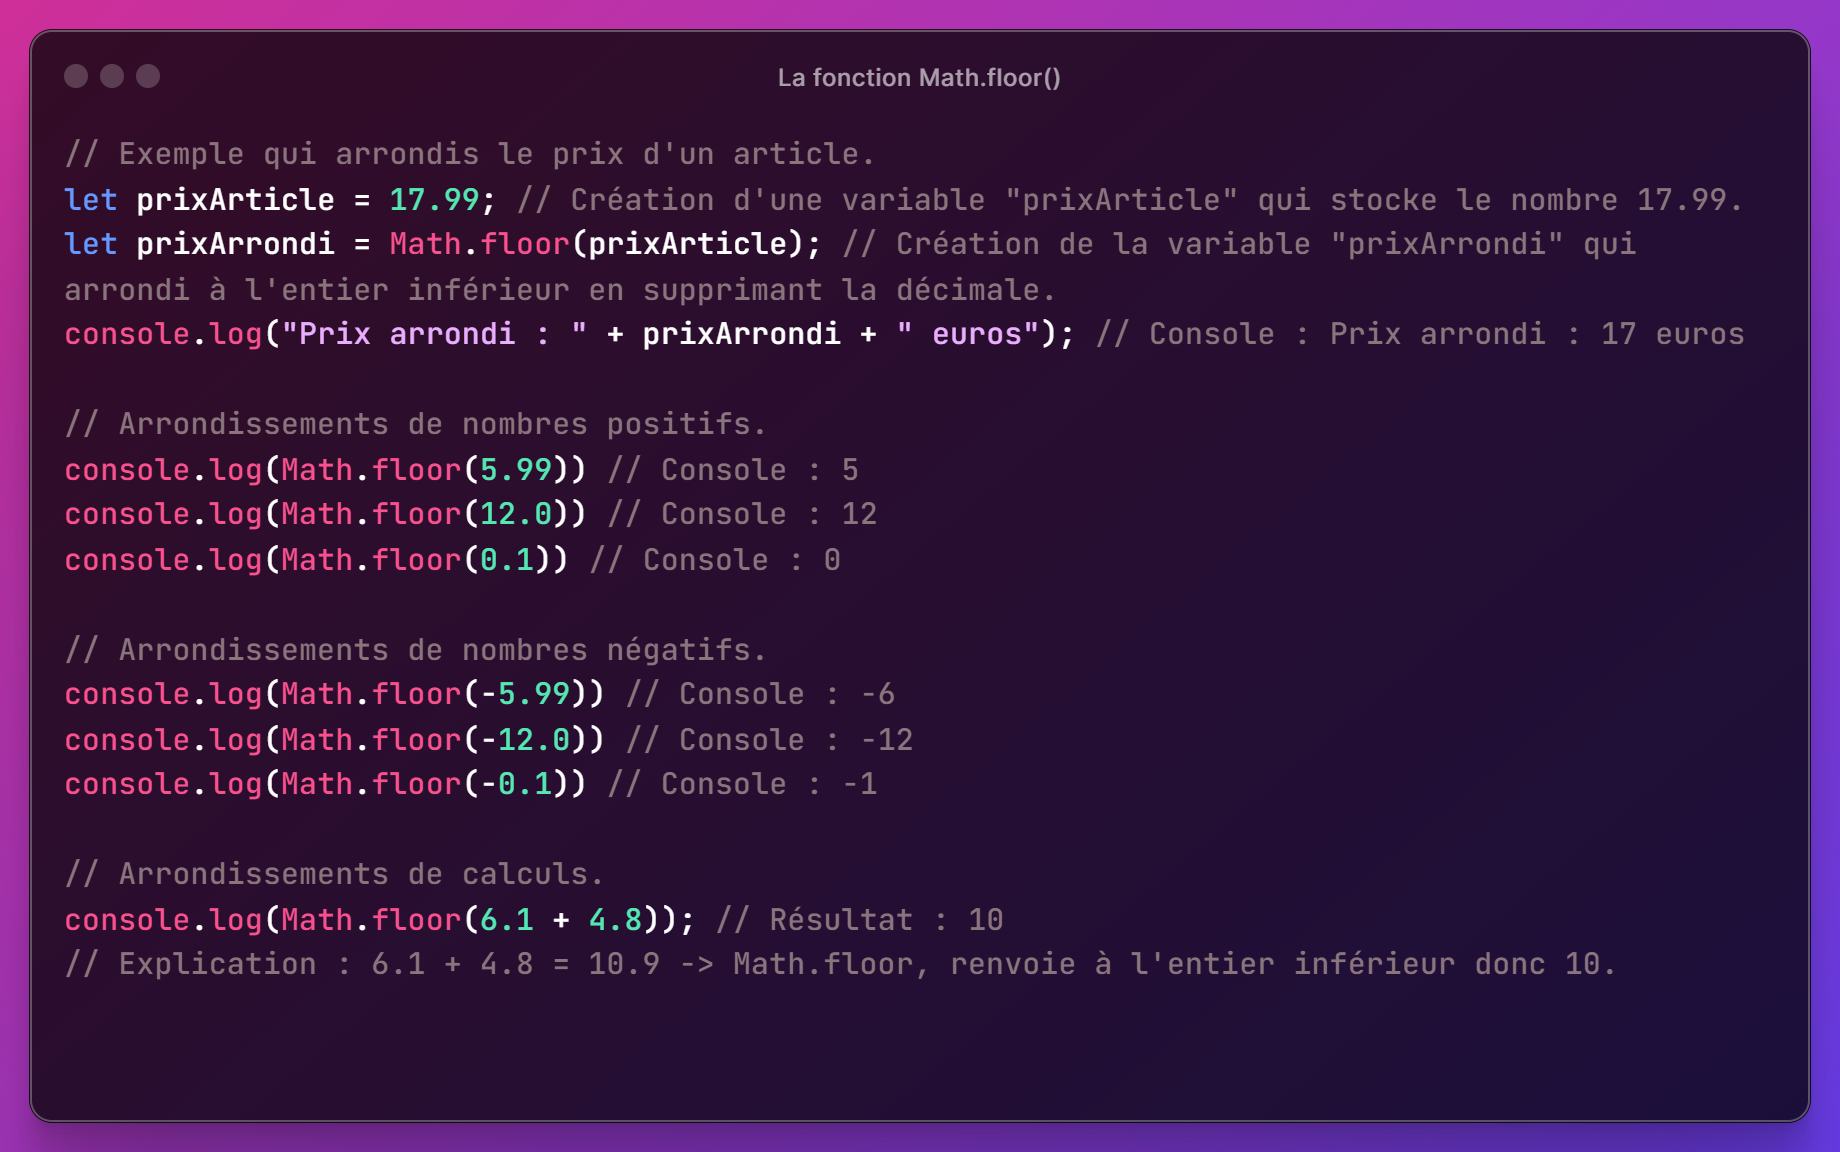 La fonction Math.floor()
// Exemple qui arrondis le prix d'un article.
let prixArticle = 17.99; // Création d'une variable "prixArticle" qui stocke le nombre 17.99.
let prixArrondi = Math.floor(prixArticle); // Création de la variable "prixArrondi" qui
arrondi à l'entier inférieur en supprimant la décimale.
console.log("Prix arrondi : " + prixArrondi + " euros"); // Console : Prix arrondi : 17 euros
// Arrondissements de nombres positifs.
console.log(Math.floor(5.99)) // Console : 5
console.log(Math.floor(12.0)) // Console : 12
console.log(Math.floor(0.1)) // Console : 0
// Arrondissements de nombres négatifs.
console.log(Math.floor(-5.99)) // Console : -6
console.log(Math.floor(-12.0)) // Console : -12
console.log(Math.floor(-0.1)) // Console : -1
// Arrondissements de calculs.
console.log(Math.floor(6.1 + 4.8)); // Résultat : 10
// Explication : 6.1 + 4.8 = 10.9 -> Math.floor, renvoie à l'entier inférieur donc 10.